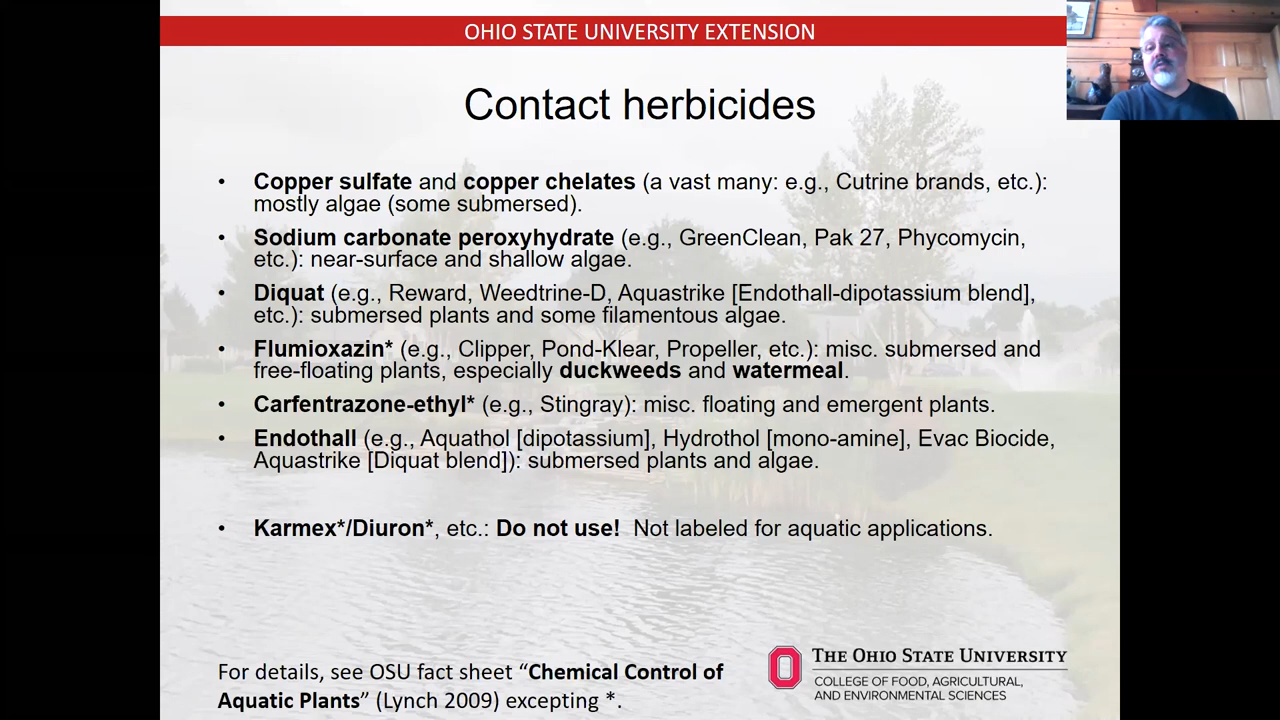 OHIO STATE UNIVERSITY EXTENSION
Contact herbicides
• Copper sulfate and copper chelates (a vast many: e.g., Cutrine brands, etc.):
mostly algae (some submersed).
• Sodium carbonate peroxyhydrate (e.g., GreenClean, Pak 27, Phycomycin,
etc.): near-surface and shallow algae.
• Diquat (e.g., Reward, Weedtrine-D, Aquastrike [Endothall-dipotassium blend],
etc.): submersed plants and some filamentous algae.
• Flumioxazin* (e.g., Clipper, Pond-Klear, Propeller, etc.): misc. submersed and
free-floating plants, especially duckweeds and watermeal.
• Carfentrazone-ethyl* (e.g., Stingray): misc. floating and emergent plants.
• Endothall (e.g., Aquathol [dipotassium], Hydrothol [mono-amine], Evac Biocide,
Aquastrike [Diquat blend]): submersed plants and algae.
• Karmex*/Diuron*, etc.: Do not use! Not labeled for aquatic applications.
For details, see OSU fact sheet “Chemical Control of
Aquatic Plants” (Lynch 2009) excepting *.
THE OHIO STATE UNIVERSITY
COLLEGE OF FOOD, AGRICULTURAL,
AND ENVIRONMENTAL SCIENCES